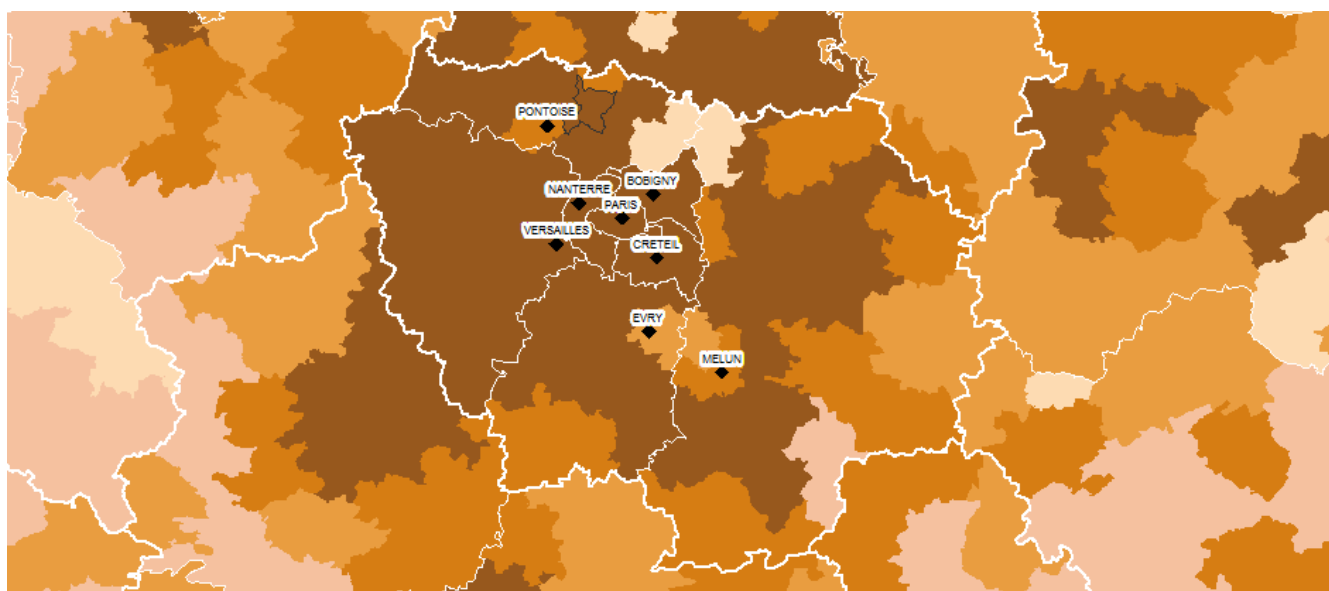 PONTOISE
BOBIGNY
NANTERRE
PARIS
VERSAILLES
CRETEIL
EVRY
MELUN